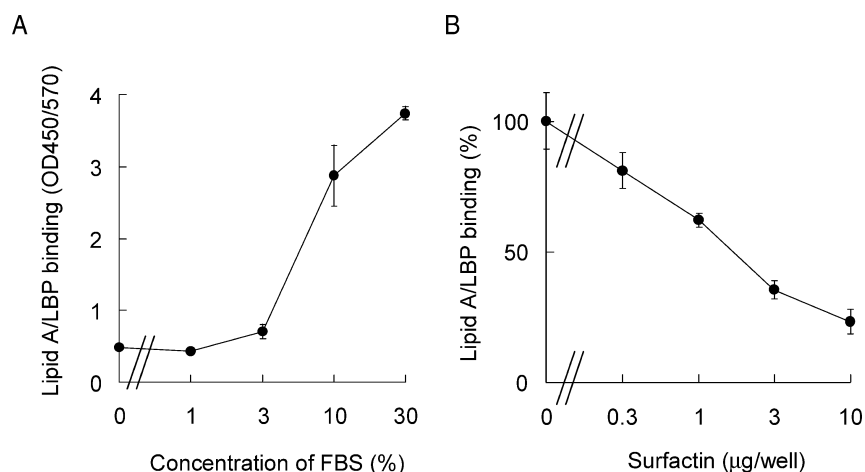 A
Lipid A/LBP binding (OD450/570)
4
3
2
1
0
0 1 3 10 30
Concentration of FBS (%)
B
Lipid A/LBP binding (%)
100
50
0
0 0.3 1 3 10
Surfactin (µg/well)